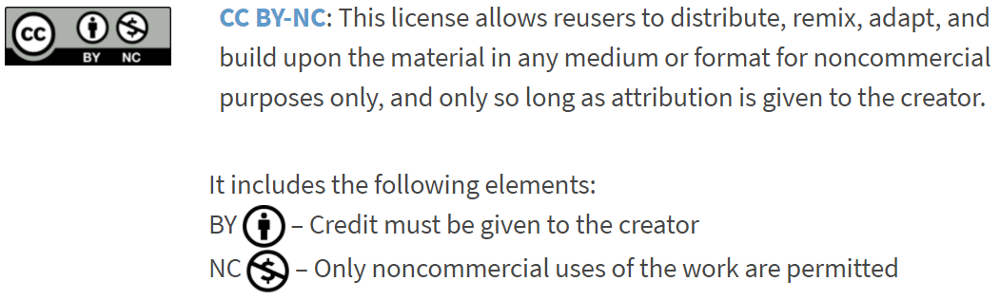 cc BY NC
CC BY-NC: This license allows reusers to distribute, remix, adapt, and
build upon the material in any medium or format for noncommercial
purposes only, and only so long as attribution is given to the creator.
It includes the following elements:
BY – Credit must be given to the creator
NC $ – Only noncommercial uses of the work are permitted